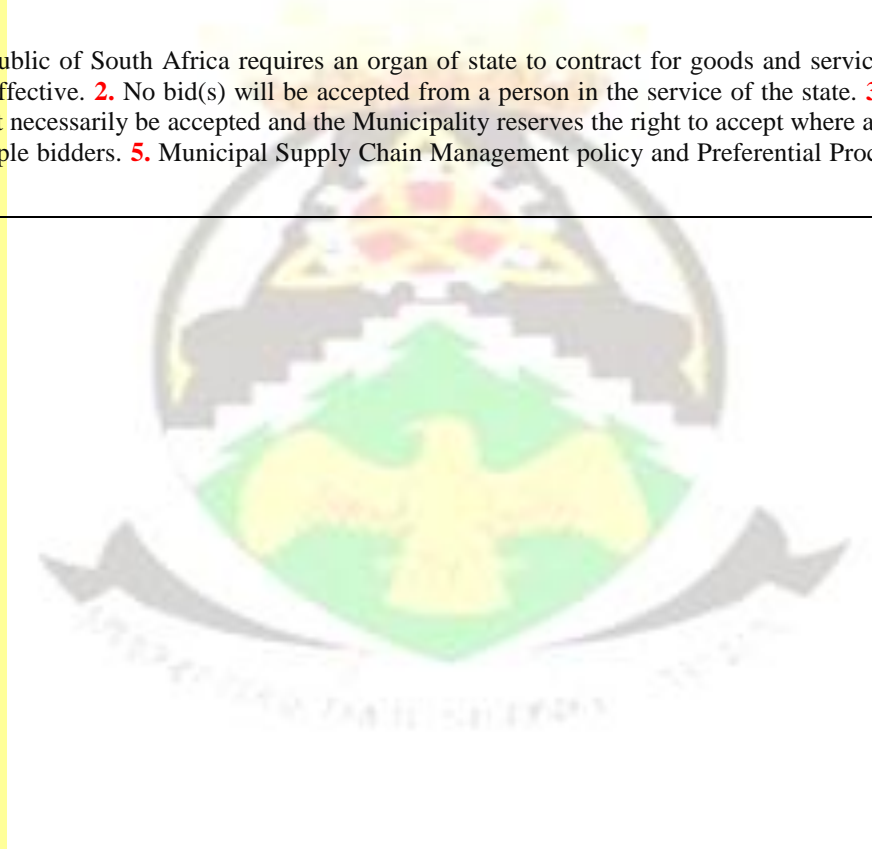 ublic of South Africa requires an organ of state to contract for goods and servic
ffective. 2. No bid(s) will be accepted from a person in the service of the state. 3
t necessarily be accepted and the Municipality reserves the right to accept where a
ple bidders. 5. Municipal Supply Chain Management policy and Preferential Proc